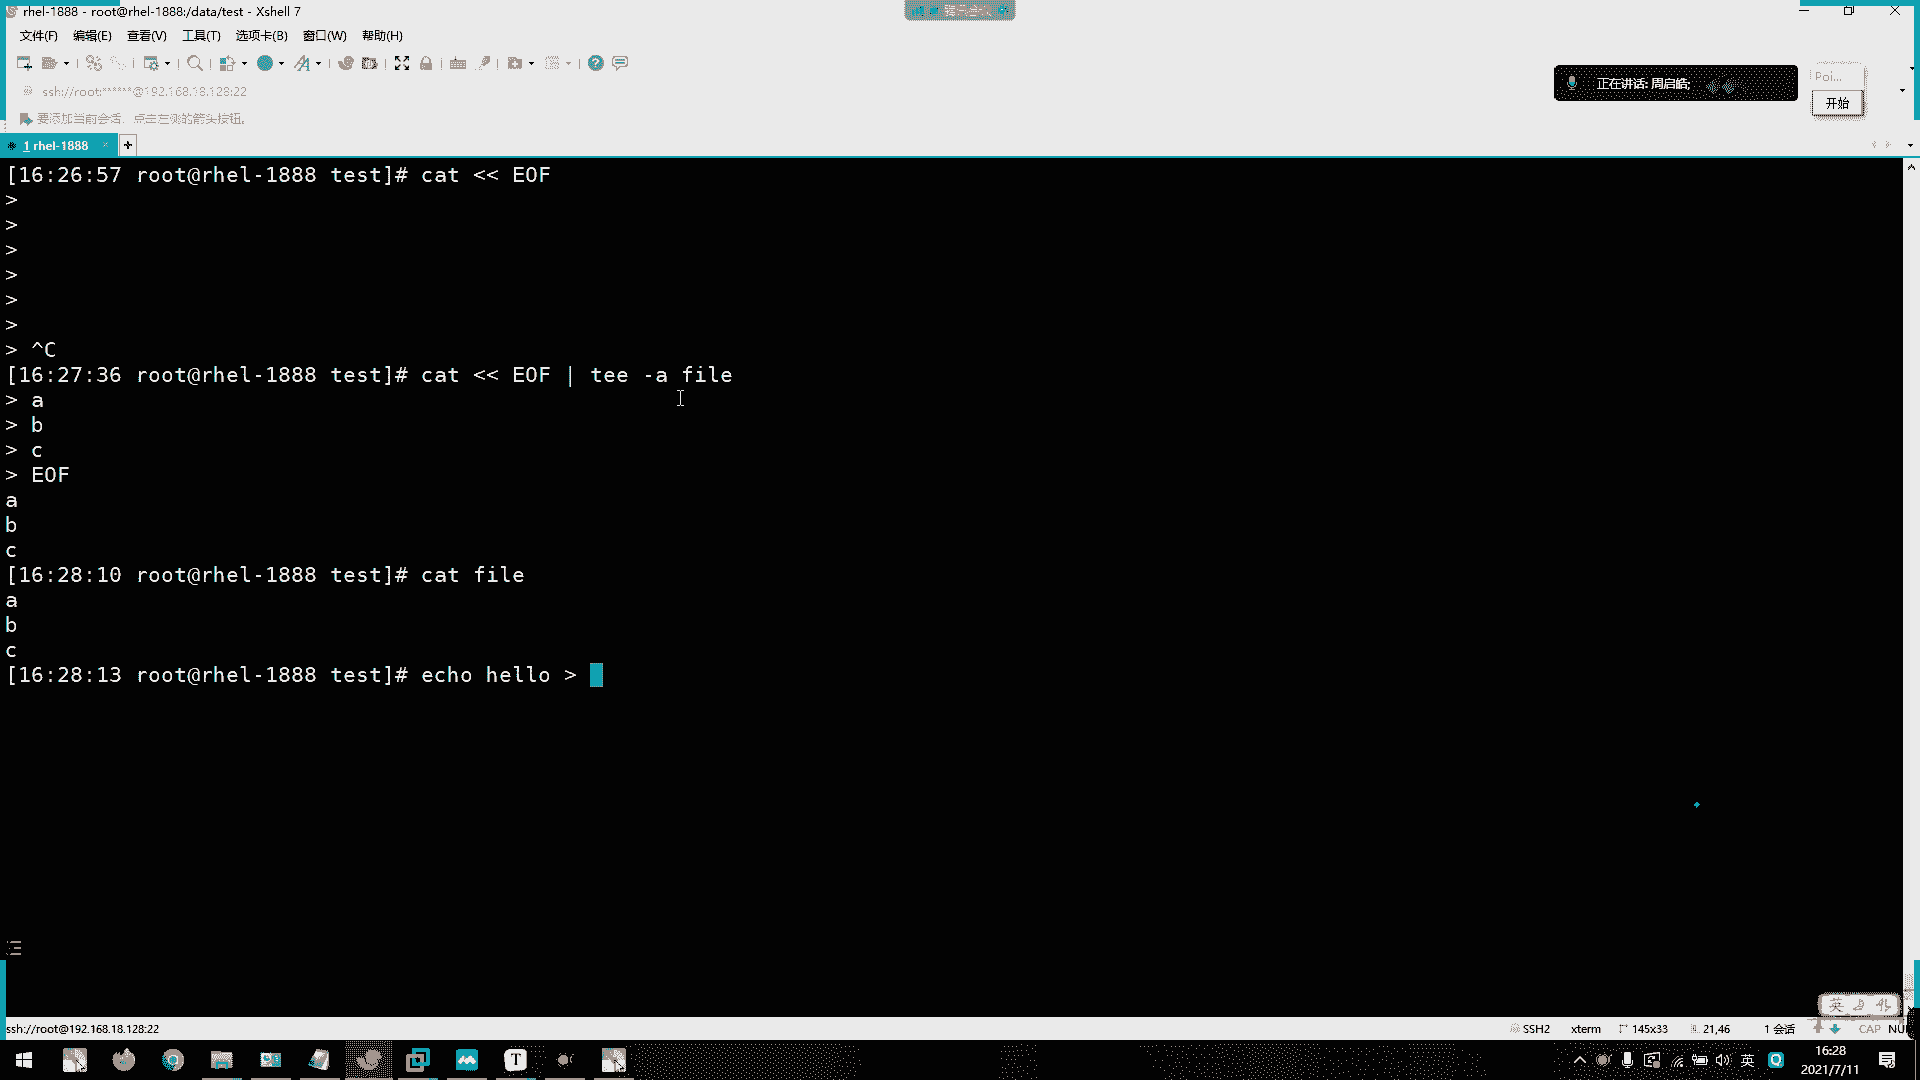 rhel-1888 - root@rhel-1888:/data/test - Xshell 7
文件(F) 编辑(E) 查看(V) 工具(T) 选项卡(B) 窗口(W) 帮助(H)
ssh://root:******@192.168.18.128:22
正在讲话: 周启皓;
Poi...
开始
要添加当前会话，点击左侧的箭头按钮。
1 rhel-1888
[16:26:57 root@rhel-1888 test]# cat << EOF
>
>
>
>
>
>
> ^C
[16:27:36 root@rhel-1888 test]# cat << EOF | tee -a file
> a
> b
> c
> EOF
a
b
c
[16:28:10 root@rhel-1888 test]# cat file
a
b
c
[16:28:13 root@rhel-1888 test]# echo hello >
英
ssh://root@192.168.18.128:22 SSH2 xterm 145x33 21,46 1 会话 CAP NU
T
英
16:28
2021/7/11